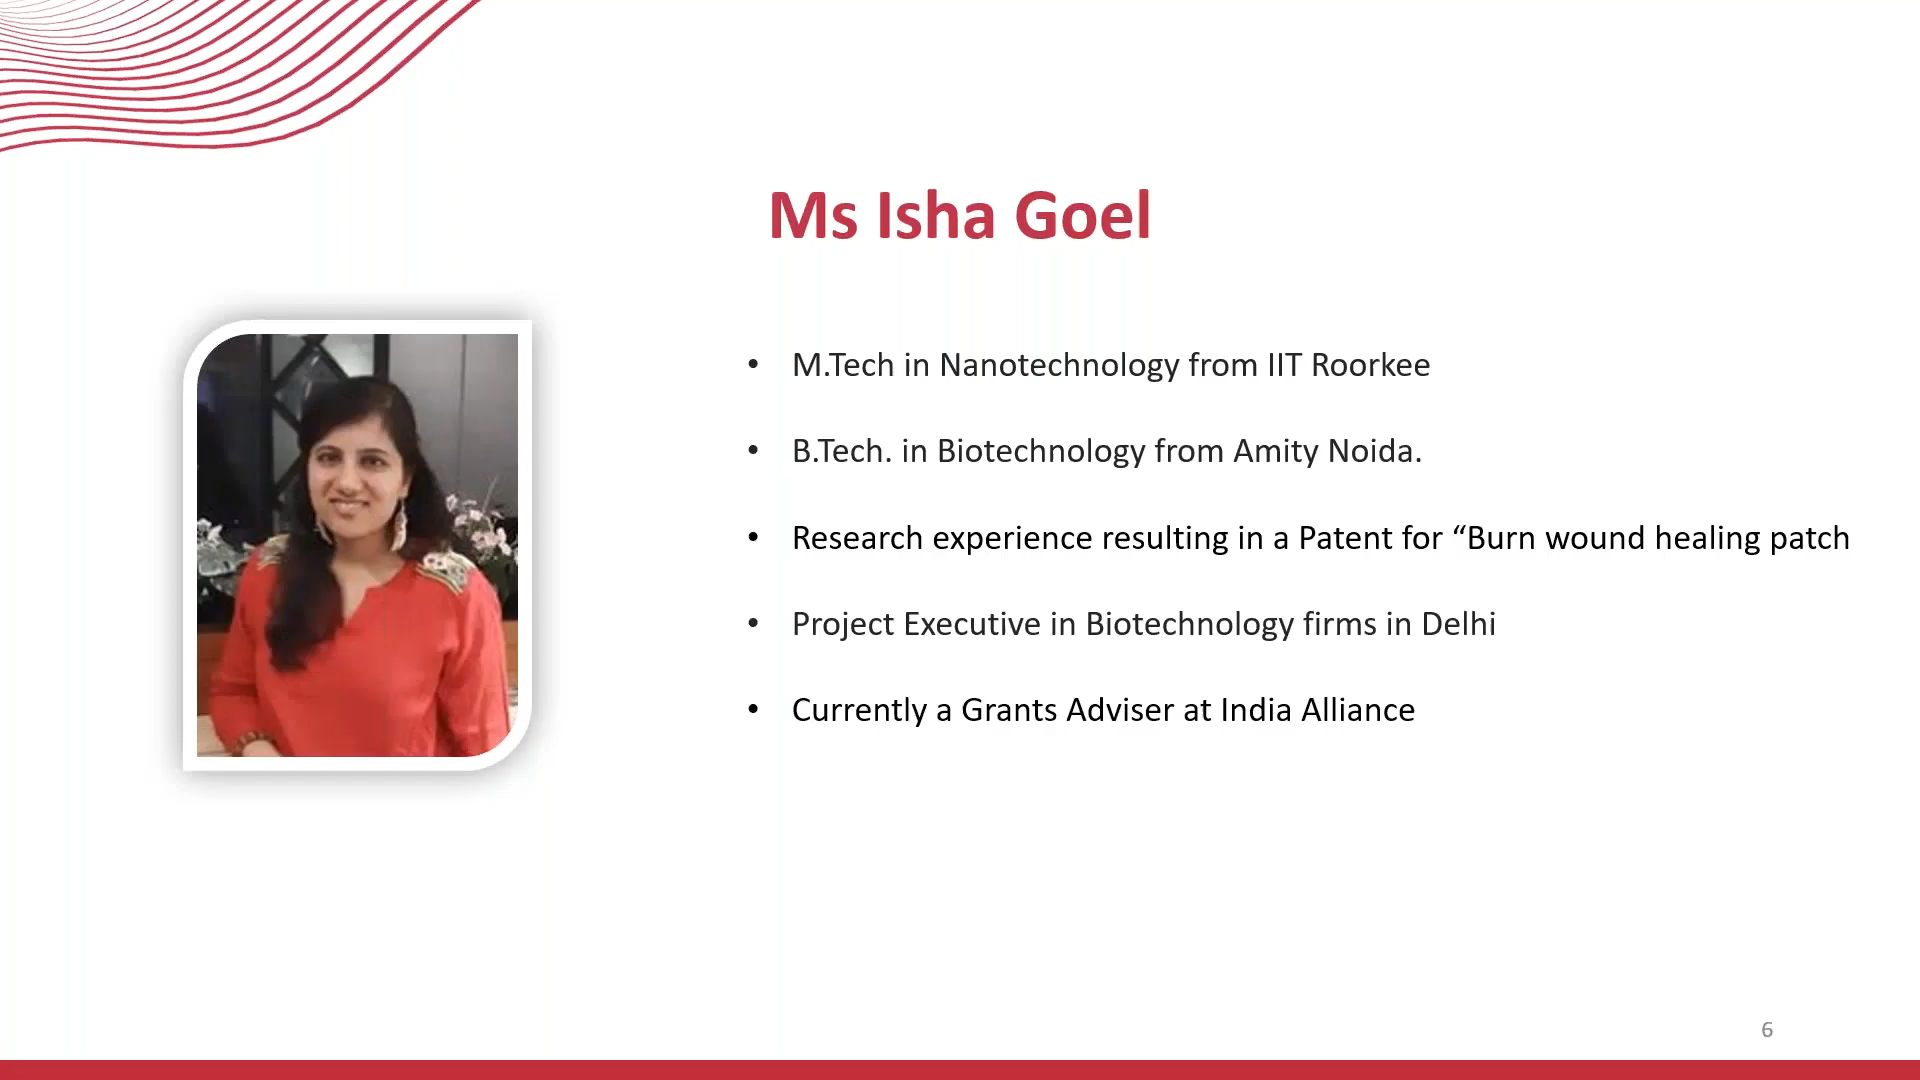 Ms Isha Goel
• M.Tech in Nanotechnology from IIT Roorkee
• B.Tech. in Biotechnology from Amity Noida.
• Research experience resulting in a Patent for “Burn wound healing patch
• Project Executive in Biotechnology firms in Delhi
• Currently a Grants Adviser at India Alliance
6